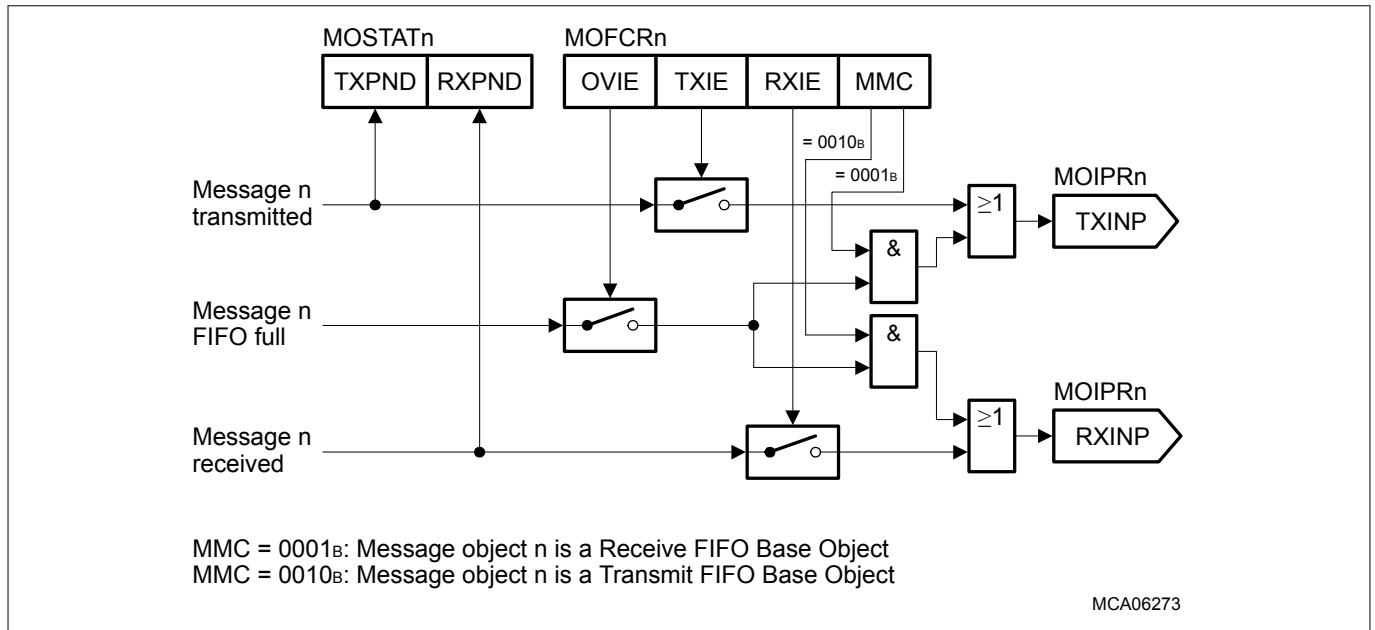 MOSTATn
MOFCRn
TXPND RXPND
OVIE TXIE RXIE MMC
= 0010B
= 0001B
Message n
transmitted
≥1
MOIPRn
TXINP
&
Message n
FIFO full
&
MOIPRn
≥1
RXINP
Message n
received
MMC = 0001B: Message object n is a Receive FIFO Base Object
MMC = 0010B: Message object n is a Transmit FIFO Base Object
MCA06273